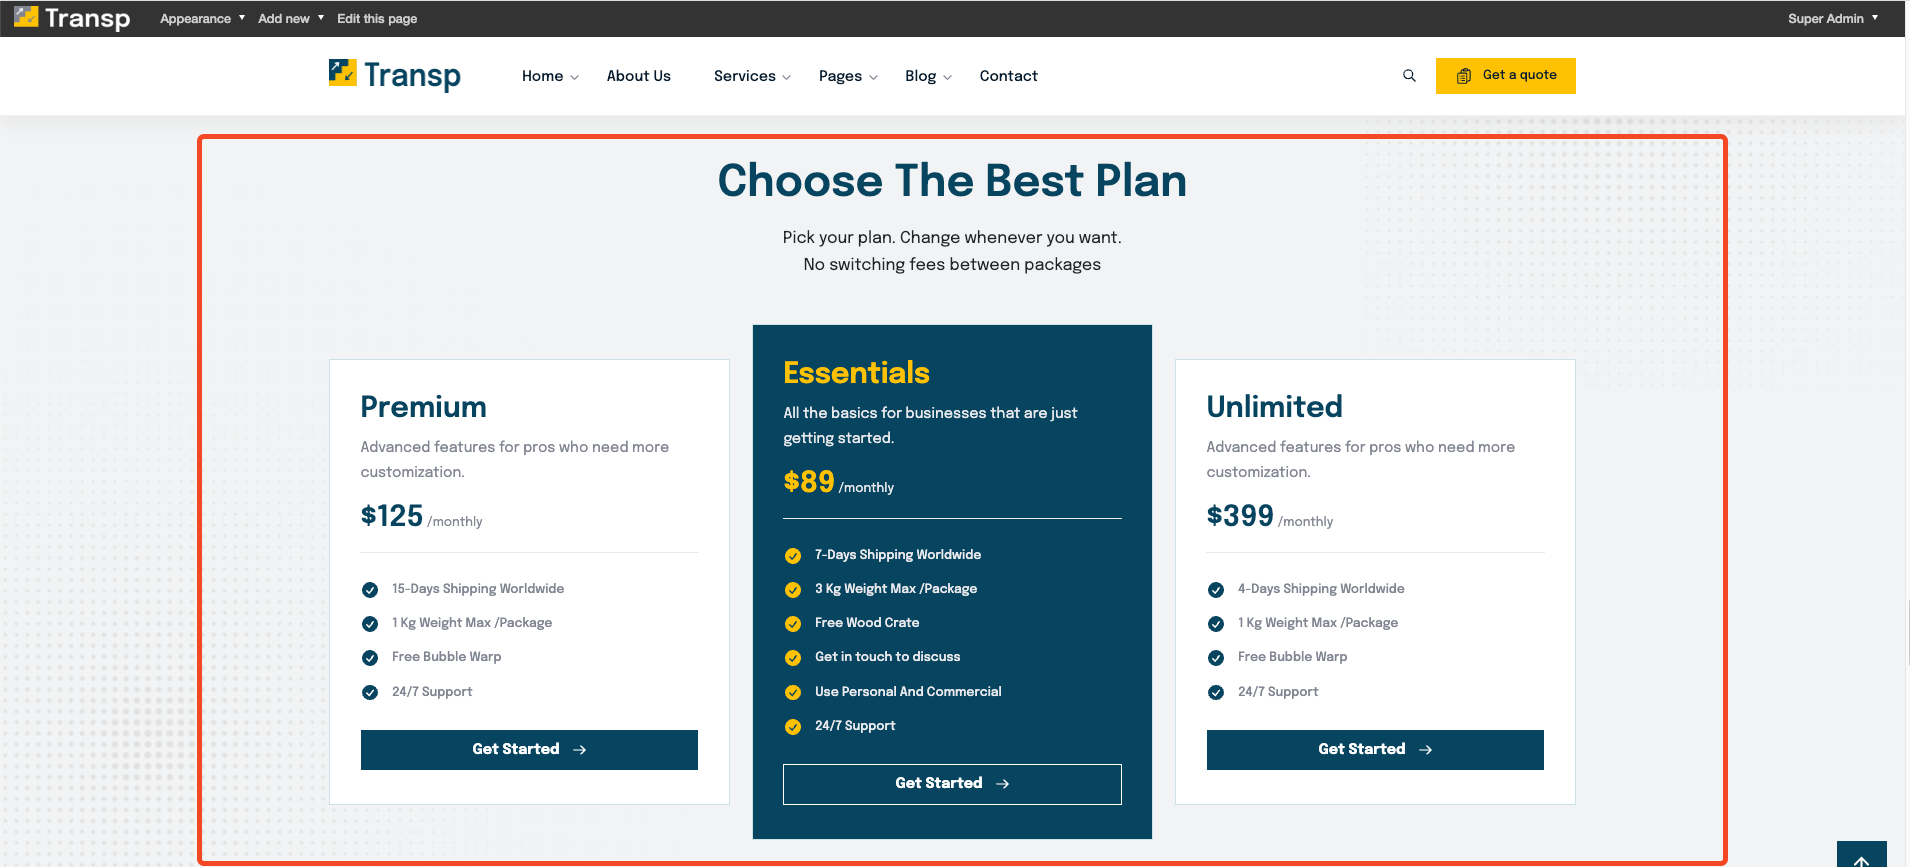 Transp
Appearance Add new Edit this page
Super Admin
Transp
Home About Us Services Pages Blog Contact
Get a quote
Choose The Best Plan
Pick your plan. Change whenever you want.
No switching fees between packages
Premium
Advanced features for pros who need more
customization.
$125 /monthly
15-Days Shipping Worldwide
1 Kg Weight Max /Package
Free Bubble Warp
24/7 Support
Get Started
Essentials
All the basics for businesses that are just
getting started.
$89 /monthly
7-Days Shipping Worldwide
3 Kg Weight Max /Package
Free Wood Crate
Get in touch to discuss
Use Personal And Commercial
24/7 Support
Get Started
Unlimited
Advanced features for pros who need more
customization.
$399 /monthly
4-Days Shipping Worldwide
1 Kg Weight Max /Package
Free Bubble Warp
24/7 Support
Get Started